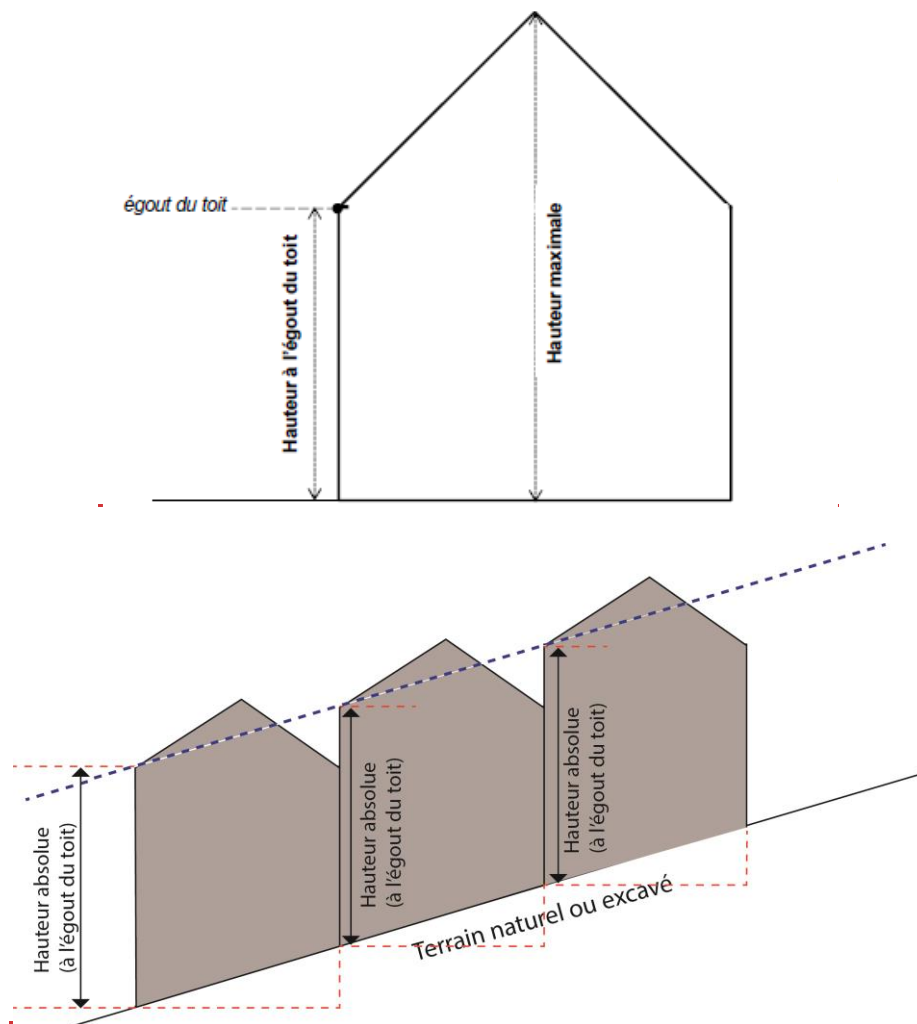 égout du toit
Hauteur à l'égout du toit
Hauteur maximale
Hauteur absolue
(à l'égout du toit)
Hauteur absolue
(à l'égout du toit)
Hauteur absolue
(à l'égout du toit)
Terrain naturel ou excavé